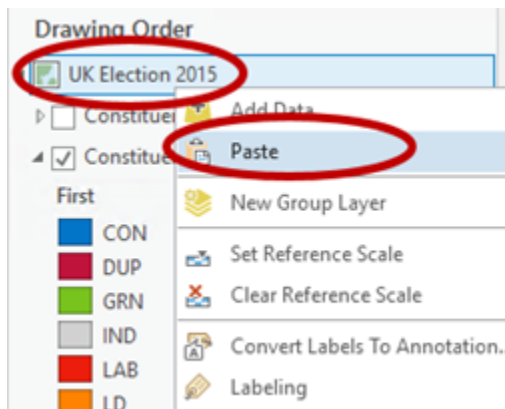 Drawing Order
UK Election 2015
Add Data
Paste
First
New Group Layer
CON
DUP
Set Reference Scale
GRN
Clear Reference Scale
IND
Convert Labels To Annotation..
LAB
Labeling
LD